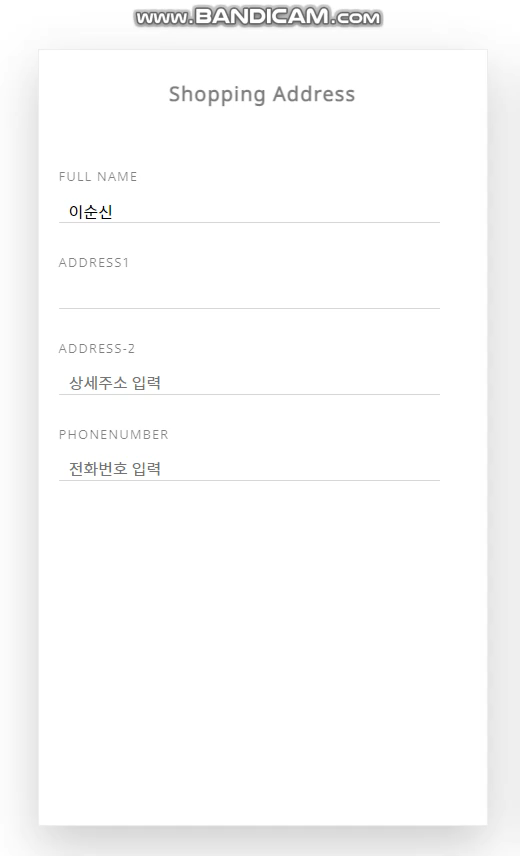 www.BANDICAM.com
Shopping Address
FULL NAME
이순신
ADDRESS1
ADDRESS-2
상세주소 입력
PHONENUMBER
전화번호 입력